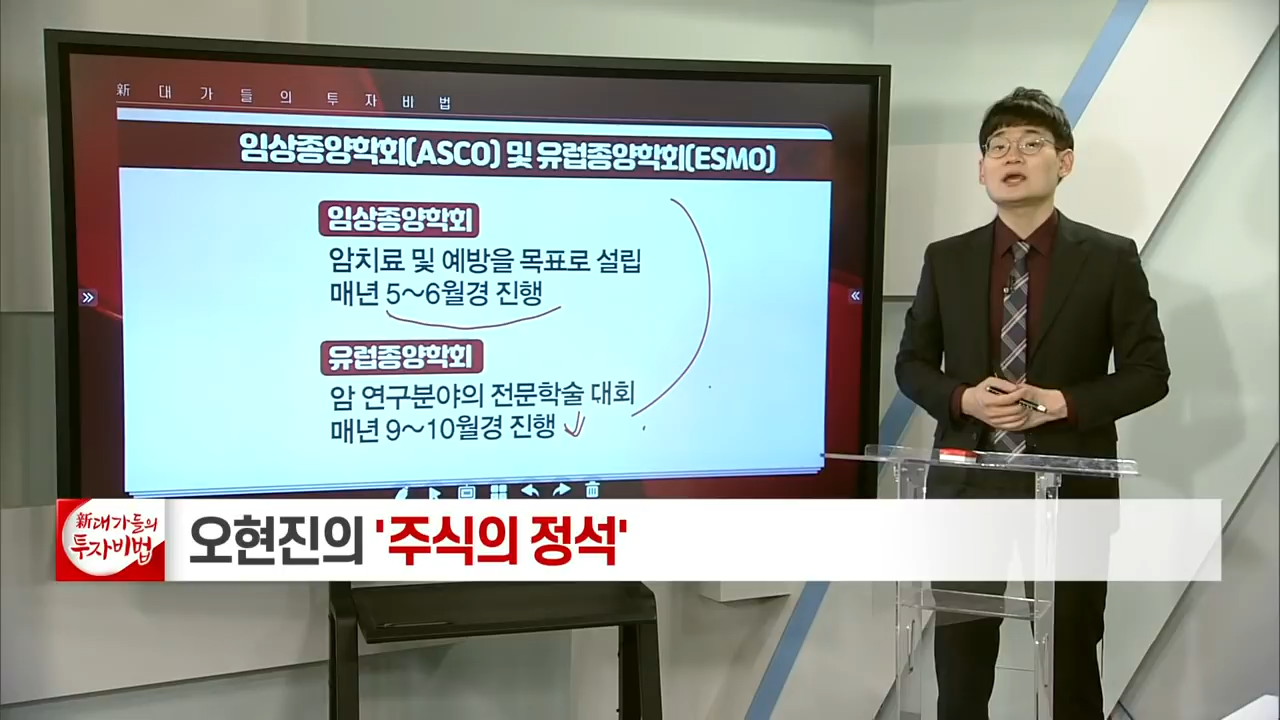 新 대 가 들 의 투 자 비 법
임상종양학회(ASCO) 및 유럽종양학회(ESMO)
임상종양학회
암치료 및 예방을 목표로 설립
매년 5~6월경 진행
유럽종양학회
암 연구분야의 전문학술 대회
매년 9~10월경 진행
新대가들의
투자비법
오현진의 '주식의 정석'